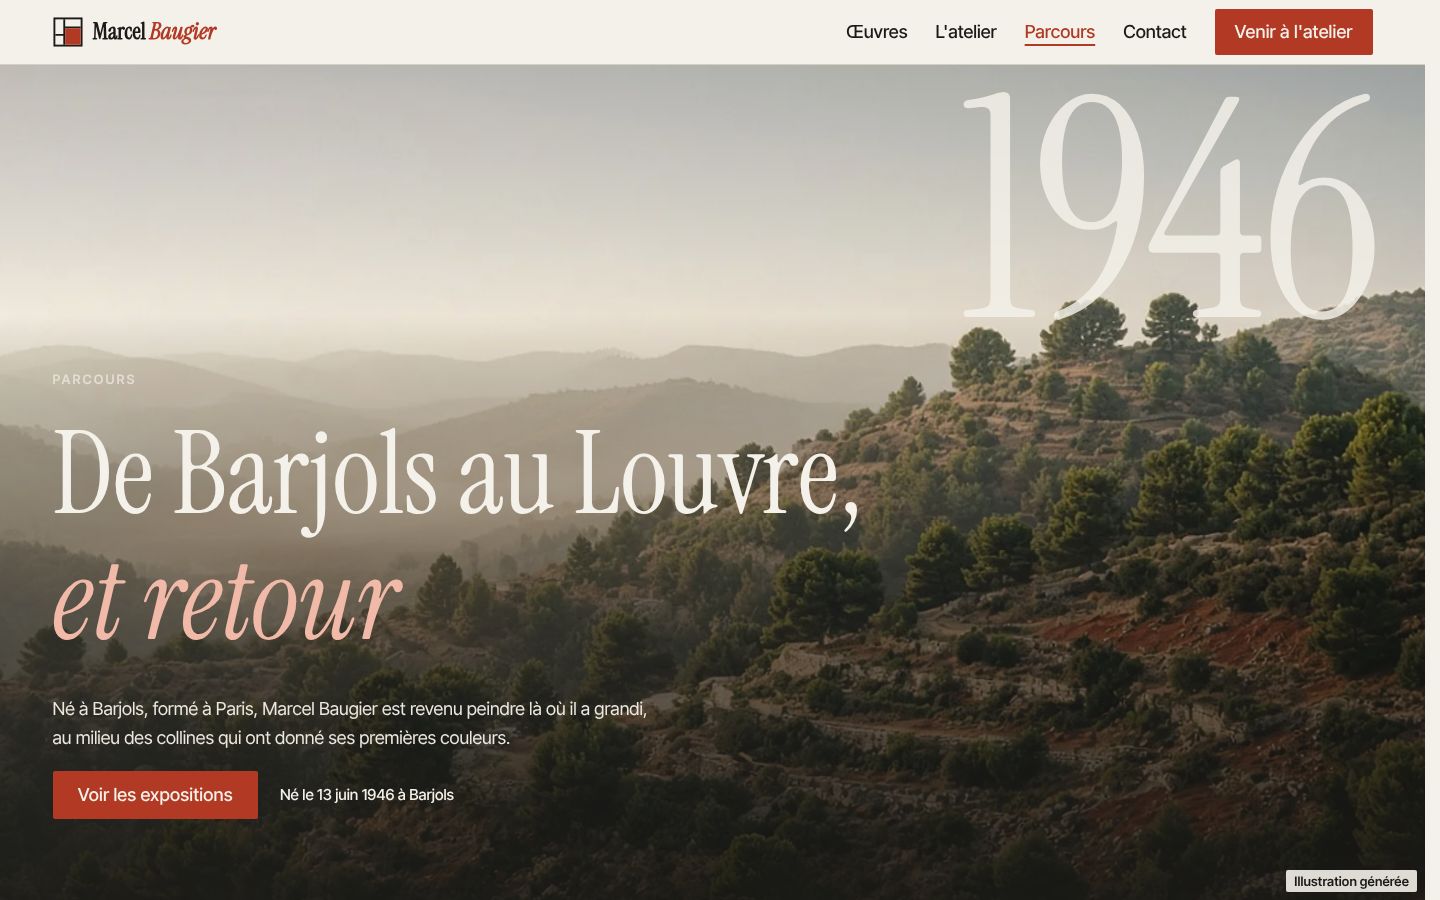 Marcel Baugier
Œuvres
L'atelier
Parcours
Contact
Venir à l'atelier
1946
PARCOURS
De Barjols au Louvre,
et retour
Né à Barjols, formé à Paris, Marcel Baugier est revenu peindre là où il a grandi,
au milieu des collines qui ont donné ses premières couleurs.
Voir les expositions
Né le 13 juin 1946 à Barjols
Illustration générée